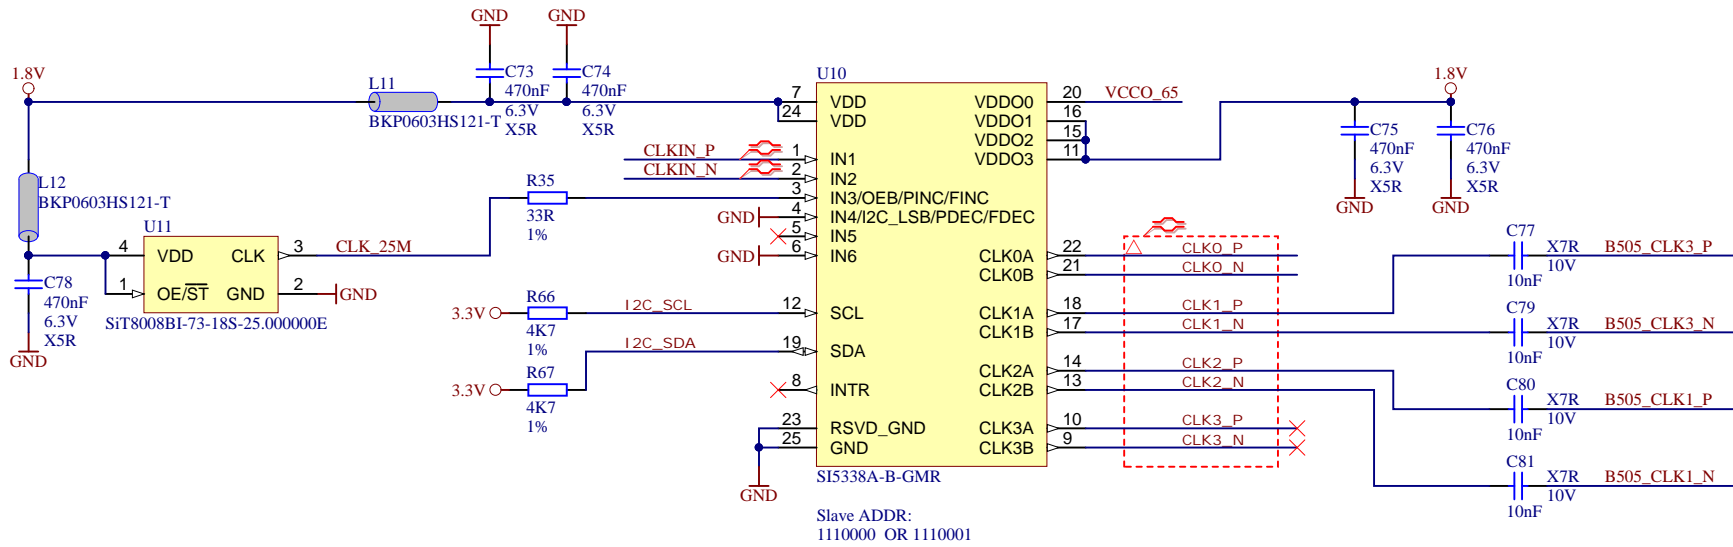 GND
GND
1.8V
L11
BKP0603HS121-T
C73
470nF
6.3V
X5R
C74
470nF
6.3V
X5R
U10
7
VDD
24
VDD
1
IN1
2
IN2
3
IN3/OEB/PINC/FINC
4
IN4/I2C_LSB/PDEC/FDEC
5
IN5
6
IN6
12
SCL
19
SDA
8
INTR
23
RSVD_GND
25
GND
VDDO0
20
VCCO_65
VDDO1
16
VDDO2
15
VDDO3
11
CLK0A
22
CLK0_P
CLK0B
21
CLK0_N
CLK1A
18
CLK1_P
CLK1B
17
CLK1_N
CLK2A
14
CLK2_P
CLK2B
13
CLK2_N
CLK3A
10
CLK3_P
CLK3B
9
CLK3_N
SI5338A-B-GMR
Slave ADDR:
1110000 OR 1110001
CLKIN_P
CLKIN_N
R35
33R
1%
GND
GND
L12
BKP0603HS121-T
U11
4
VDD
CLK
3
CLK_25M
1
OE/ST
GND
2
GND
SiT8008BI-73-18S-25.000000E
C78
470nF
6.3V
X5R
GND
3.3V
R66
4K7
1%
I2C_SCL
3.3V
R67
4K7
1%
I2C_SDA
GND
1.8V
C75
470nF
6.3V
X5R
GND
C76
470nF
6.3V
X5R
GND
C77
X7R
10V
10nF
B505_CLK3_P
C79
X7R
10V
10nF
B505_CLK3_N
C80
X7R
10V
10nF
B505_CLK1_P
C81
X7R
10V
10nF
B505_CLK1_N